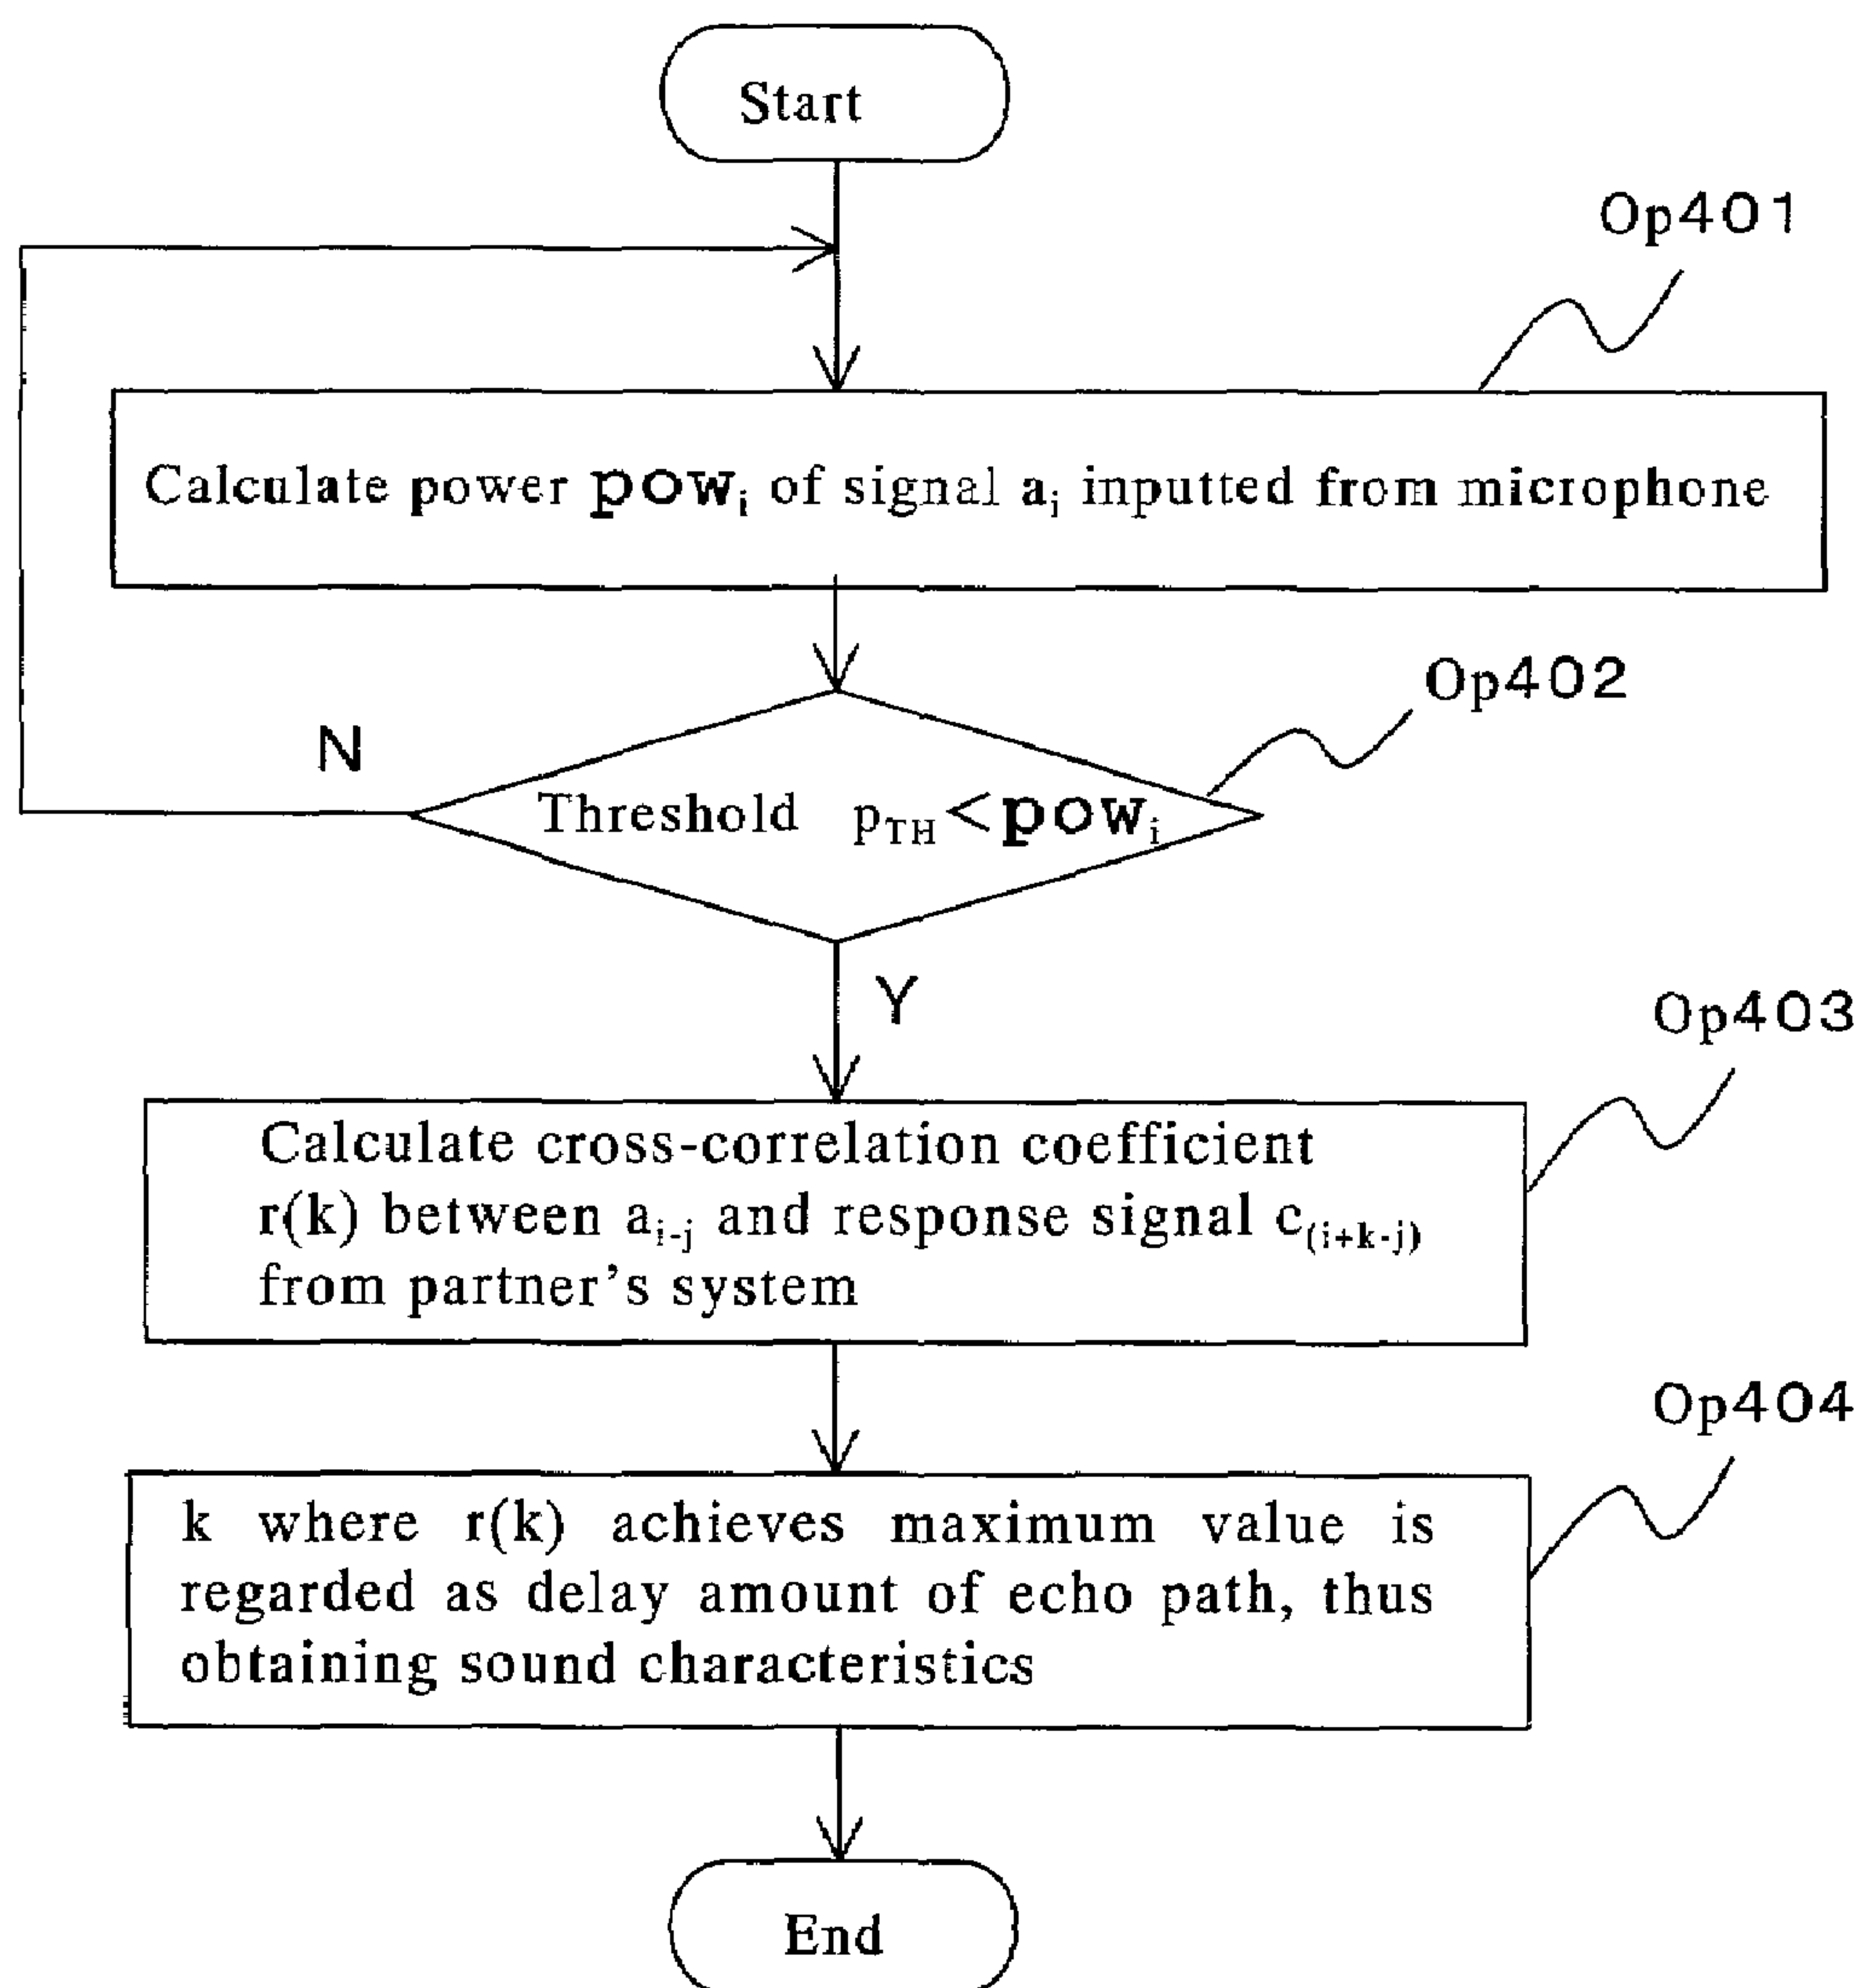 Start
Op401
Calculate power pow_i of signal a_i inputted from microphone
Op402
N
Threshold p_TH<pow_i
Y
Op403
Calculate cross-correlation coefficient
r(k) between a_i-j and response signal c_(i+k-j)
from partner's system
Op404
k where r(k) achieves maximum value is
regarded as delay amount of echo path, thus
obtaining sound characteristics
End